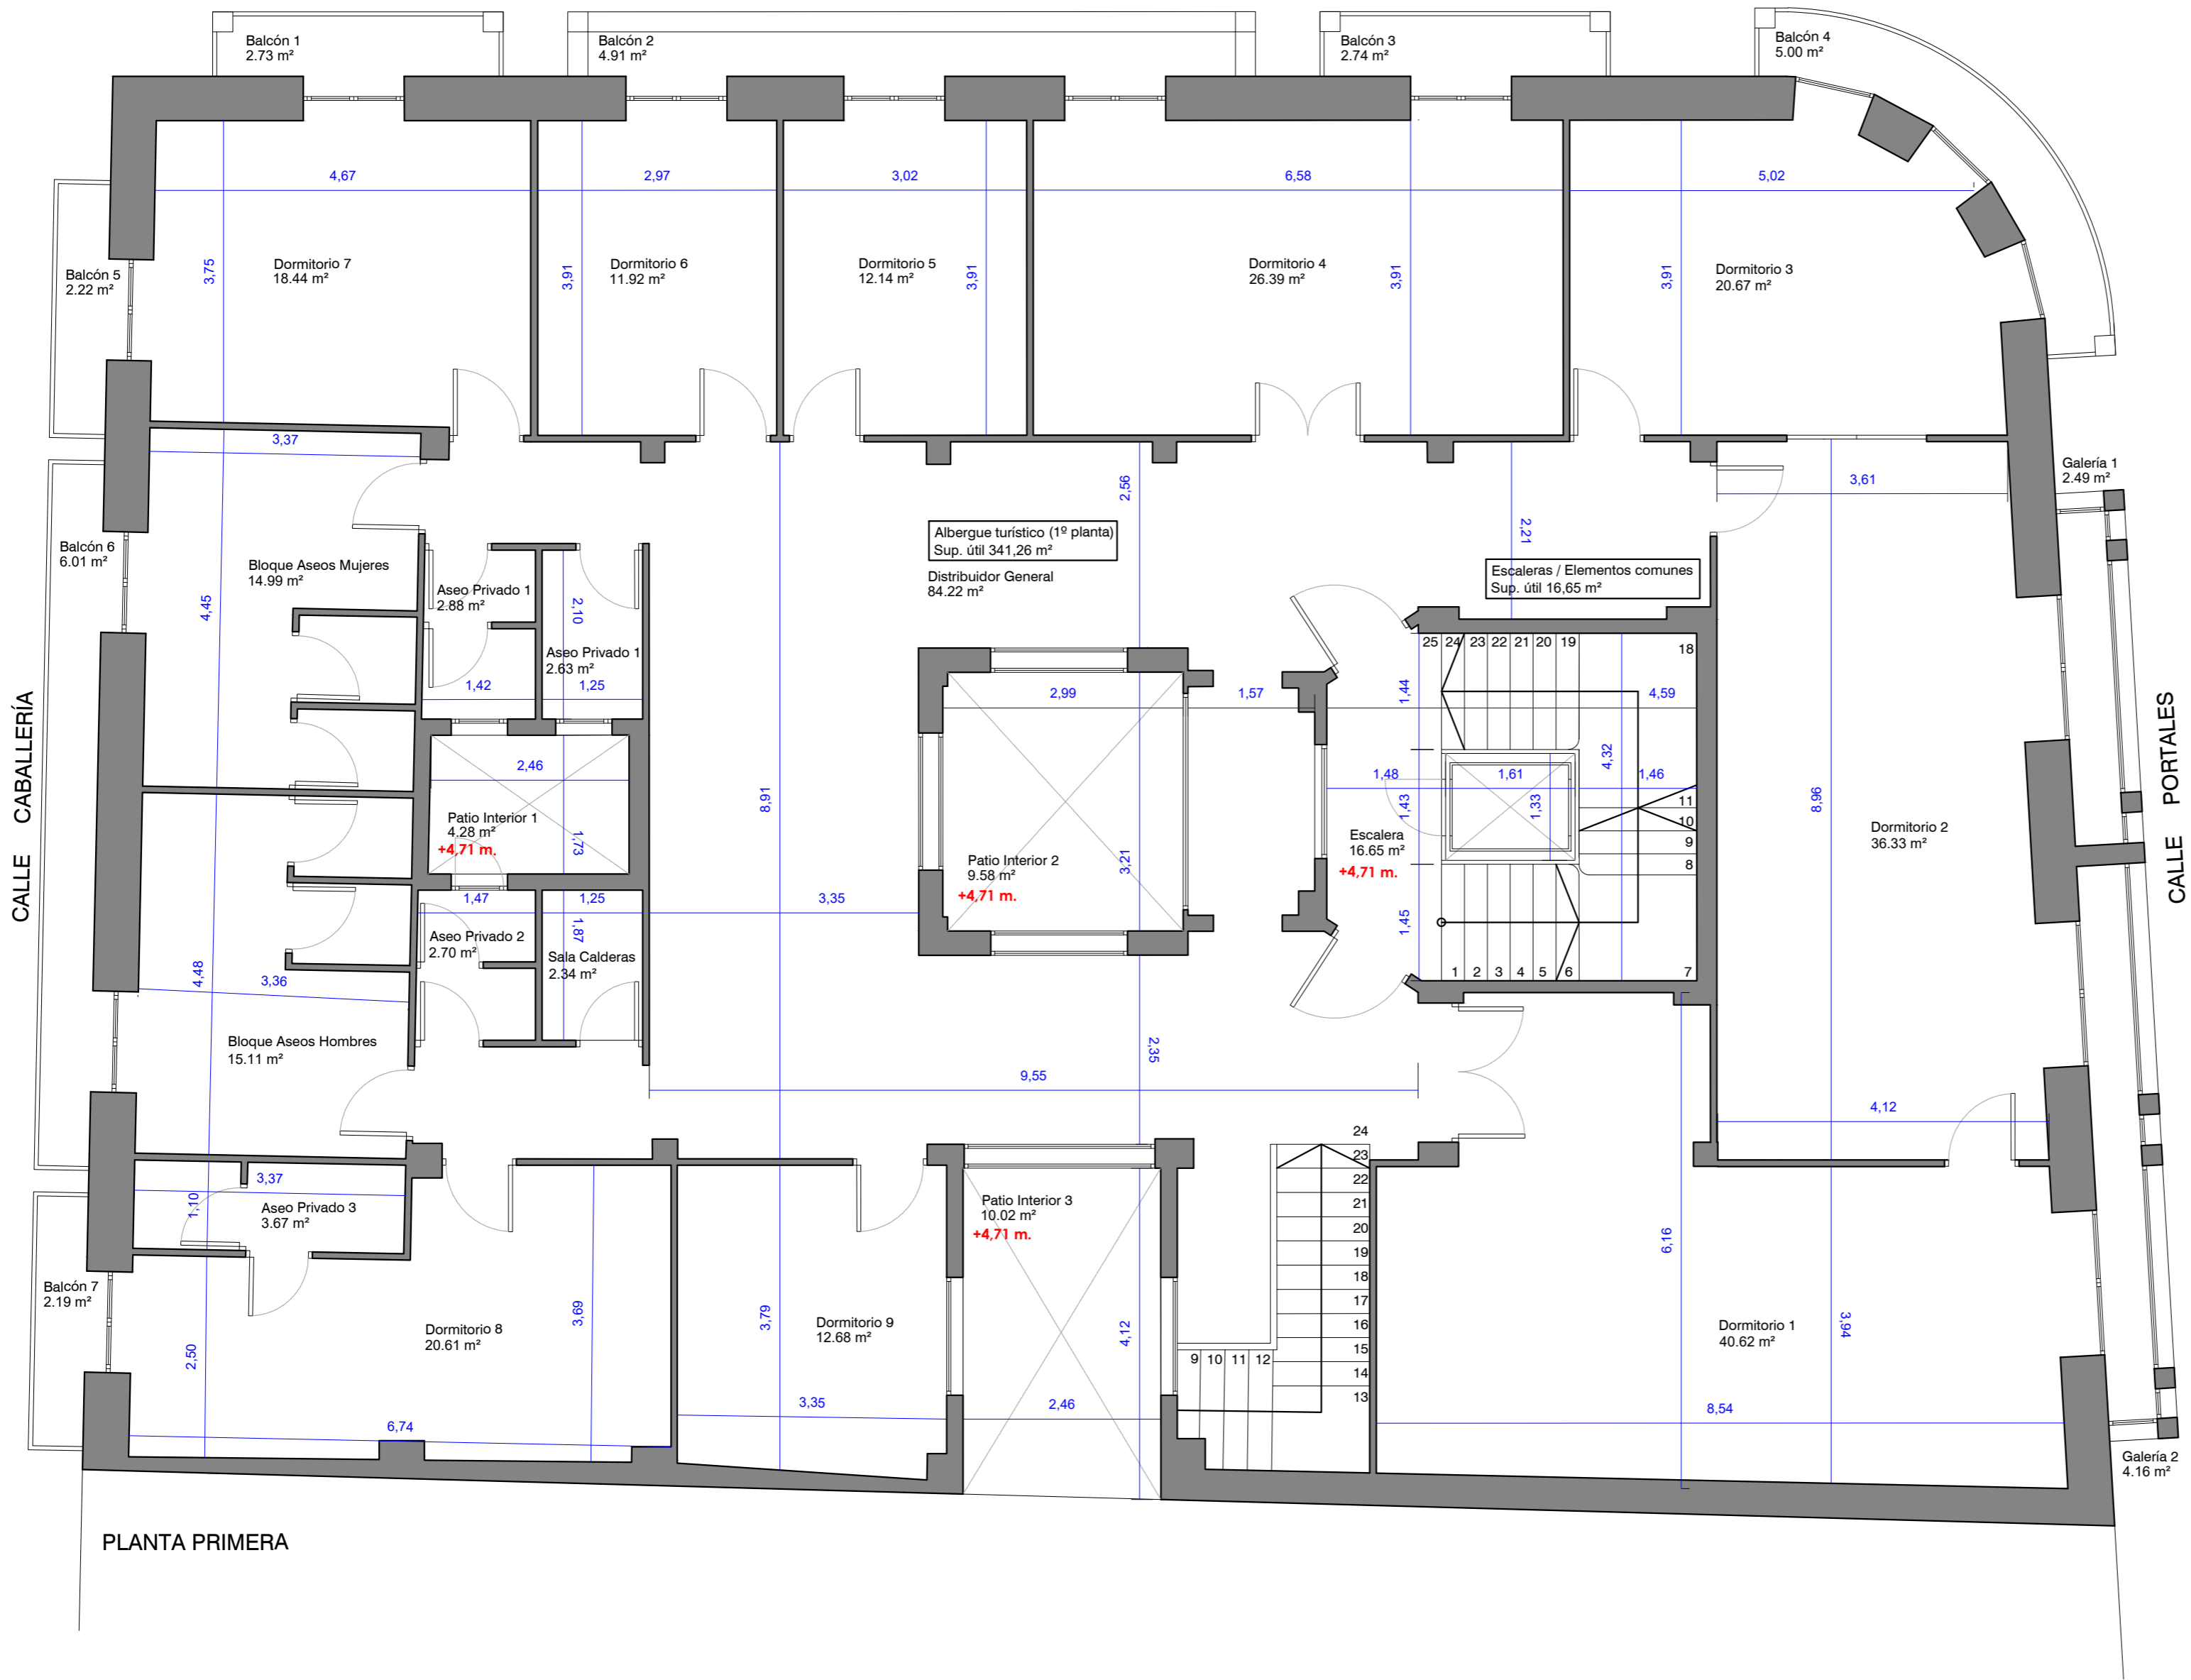 Balcón 1
2.73 m²
Balcón 2
4.91 m²
Balcón 3
2.74 m²
Balcón 4
5.00 m²
4,67
2,97
3,02
6,58
5,02
Balcón 5
2.22 m²
3,75
Dormitorio 7
18.44 m²
3,91
Dormitorio 6
11.92 m²
Dormitorio 5
12.14 m²
3,91
Dormitorio 4
26.39 m²
3,91
3,91
Dormitorio 3
20.67 m²
3,37
2,56
2,21
3,61
Galería 1
2.49 m²
Balcón 6
6.01 m²
Bloque Aseos Mujeres
14.99 m²
4,45
Aseo Privado 1
2.88 m²
2,10
Aseo Privado 1
2.63 m²
1,42
1,25
Albergue turístico (1º planta)
Sup. útil 341,26 m²
Distribuidor General
84.22 m²
Escaleras / Elementos comunes
Sup. útil 16,65 m²
25
24
23
22
21
20
19
18
2,99
1,57
1,44
4,59
CALLE CABALLERÍA
CALLE PORTALES
2,46
Patio Interior 1
4.28 m²
+4,71 m.
1,73
8,91
Patio Interior 2
9.58 m²
+4,71 m.
3,21
1,48
1,43
1,61
1,33
4,32
1,46
Escalera
16.65 m²
+4,71 m.
11
10
9
8
8,96
Dormitorio 2
36.33 m²
1,47
1,25
3,35
1,45
Aseo Privado 2
2.70 m²
1,87
Sala Calderas
2.34 m²
1
2
3
4
5
6
7
4,48
3,36
Bloque Aseos Hombres
15.11 m²
2,35
9,55
4,12
3,37
1,10
Aseo Privado 3
3.67 m²
Patio Interior 3
10.02 m²
+4,71 m.
24
23
22
21
20
19
18
17
16
15
14
13
9
10
11
12
6,16
Balcón 7
2.19 m²
2,50
Dormitorio 8
20.61 m²
3,69
3,79
Dormitorio 9
12.68 m²
4,12
Dormitorio 1
40.62 m²
3,94
6,74
3,35
2,46
8,54
Galería 2
4.16 m²
PLANTA PRIMERA